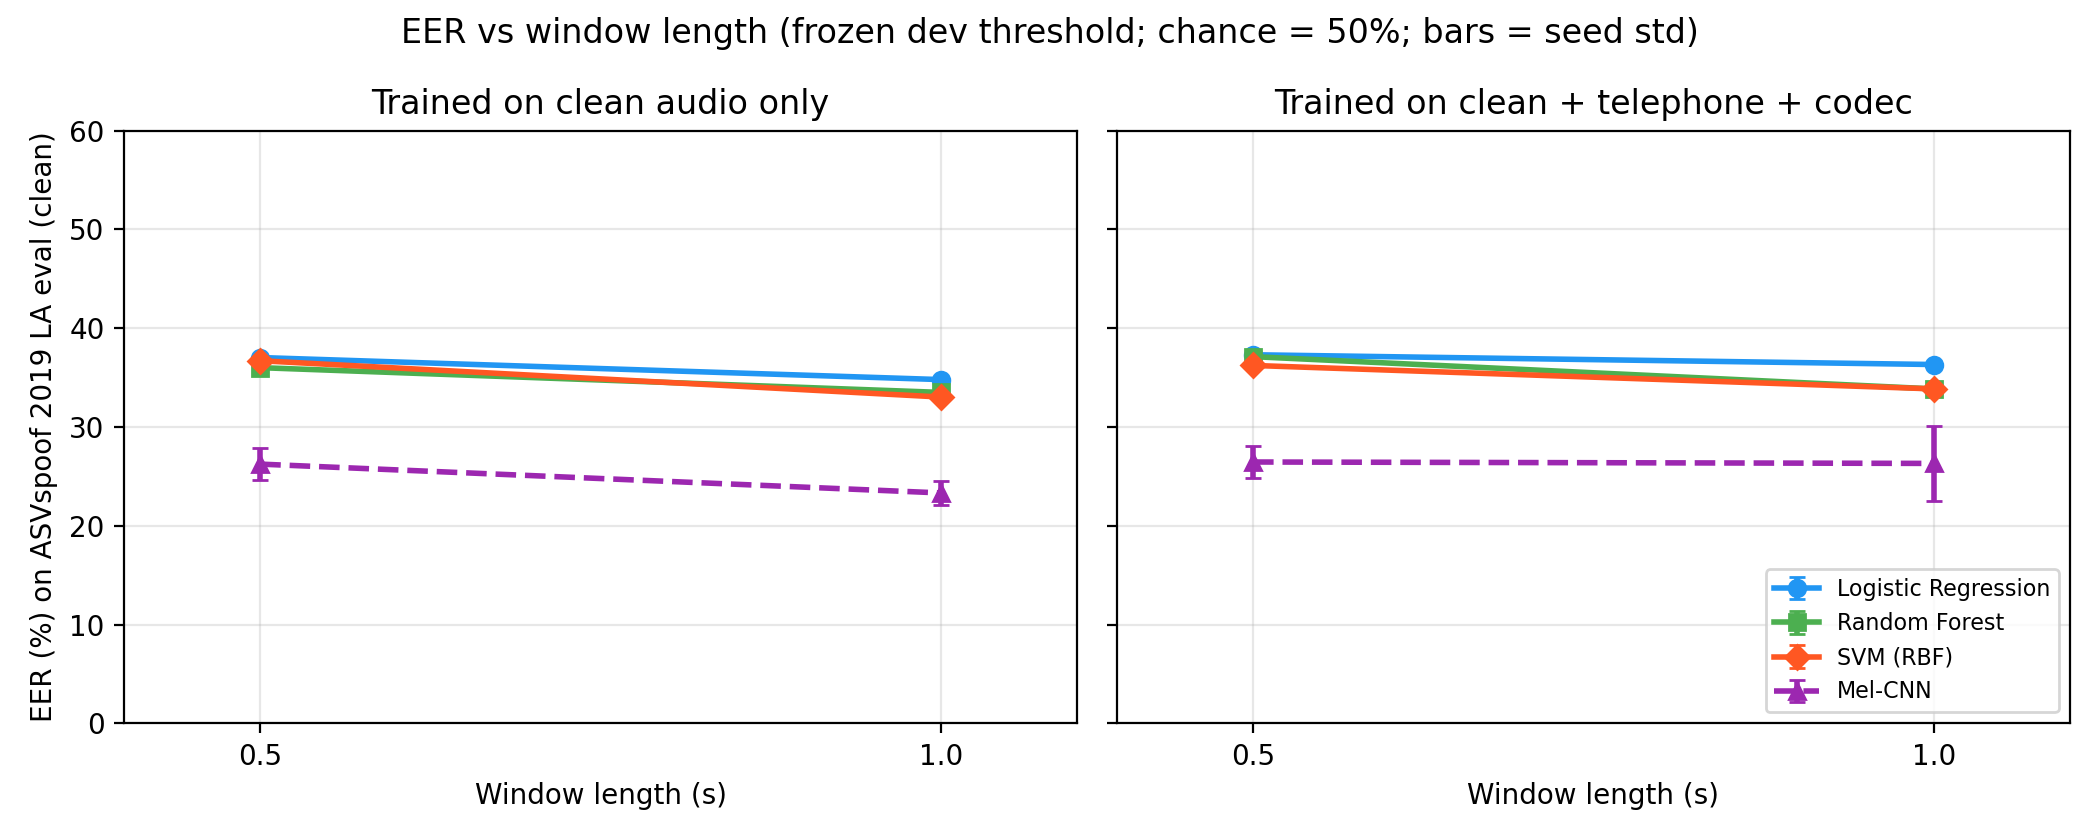 EER vs window length (frozen dev threshold; chance = 50%; bars = seed std)
Trained on clean audio only
EER (%) on ASVspoof 2019 LA eval (clean)
60
50
40
30
20
10
0
0.5
1.0
Window length (s)
Trained on clean + telephone + codec
Logistic Regression
Random Forest
SVM (RBF)
Mel-CNN
0.5
1.0
Window length (s)